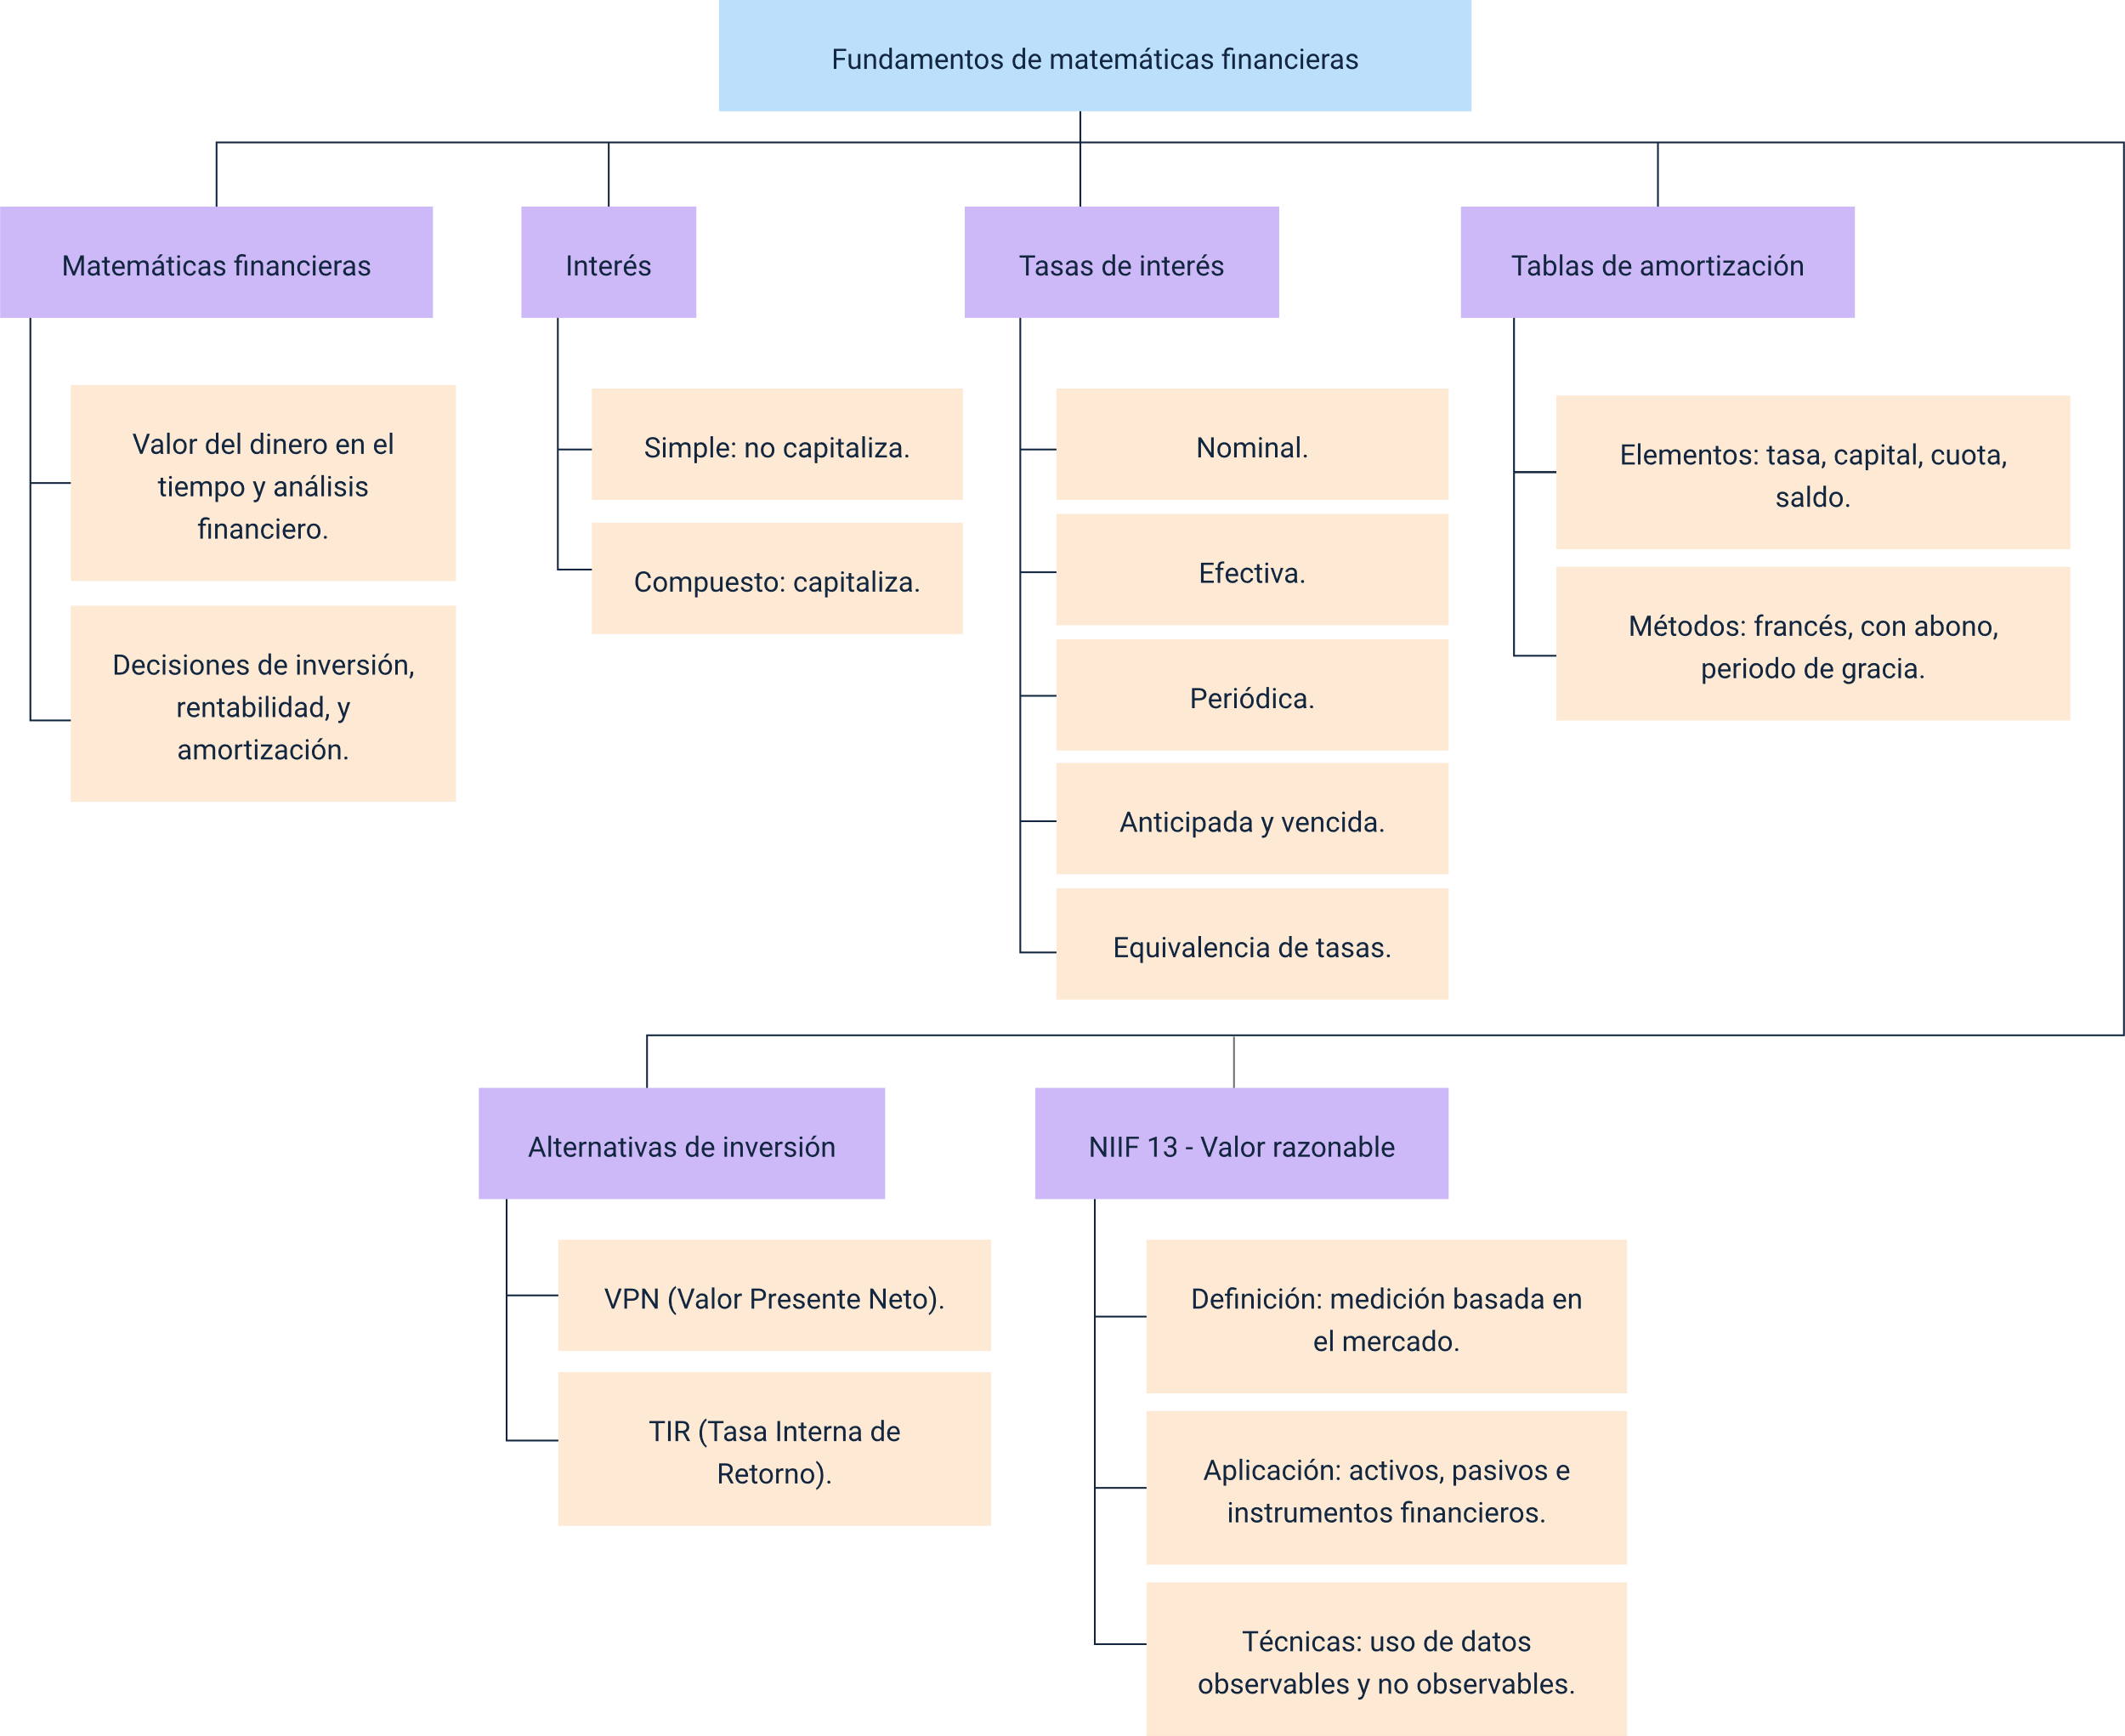 Fundamentos de matemáticas financieras
Matemáticas financieras
Valor del dinero en el
tiempo y análisis
financiero.
Decisiones de inversión,
rentabilidad, y
amortización.
Interés
Simple: no capitaliza.
Compuesto: capitaliza.
Tasas de interés
Nominal.
Efectiva.
Periódica.
Anticipada y vencida.
Equivalencia de tasas.
Tablas de amortización
Elementos: tasa, capital, cuota,
saldo.
Métodos: francés, con abono,
periodo de gracia.
Alternativas de inversión
VPN (Valor Presente Neto).
TIR (Tasa Interna de
Retorno).
NIIF 13 - Valor razonable
Definición: medición basada en
el mercado.
Aplicación: activos, pasivos e
instrumentos financieros.
Técnicas: uso de datos
observables y no observables.